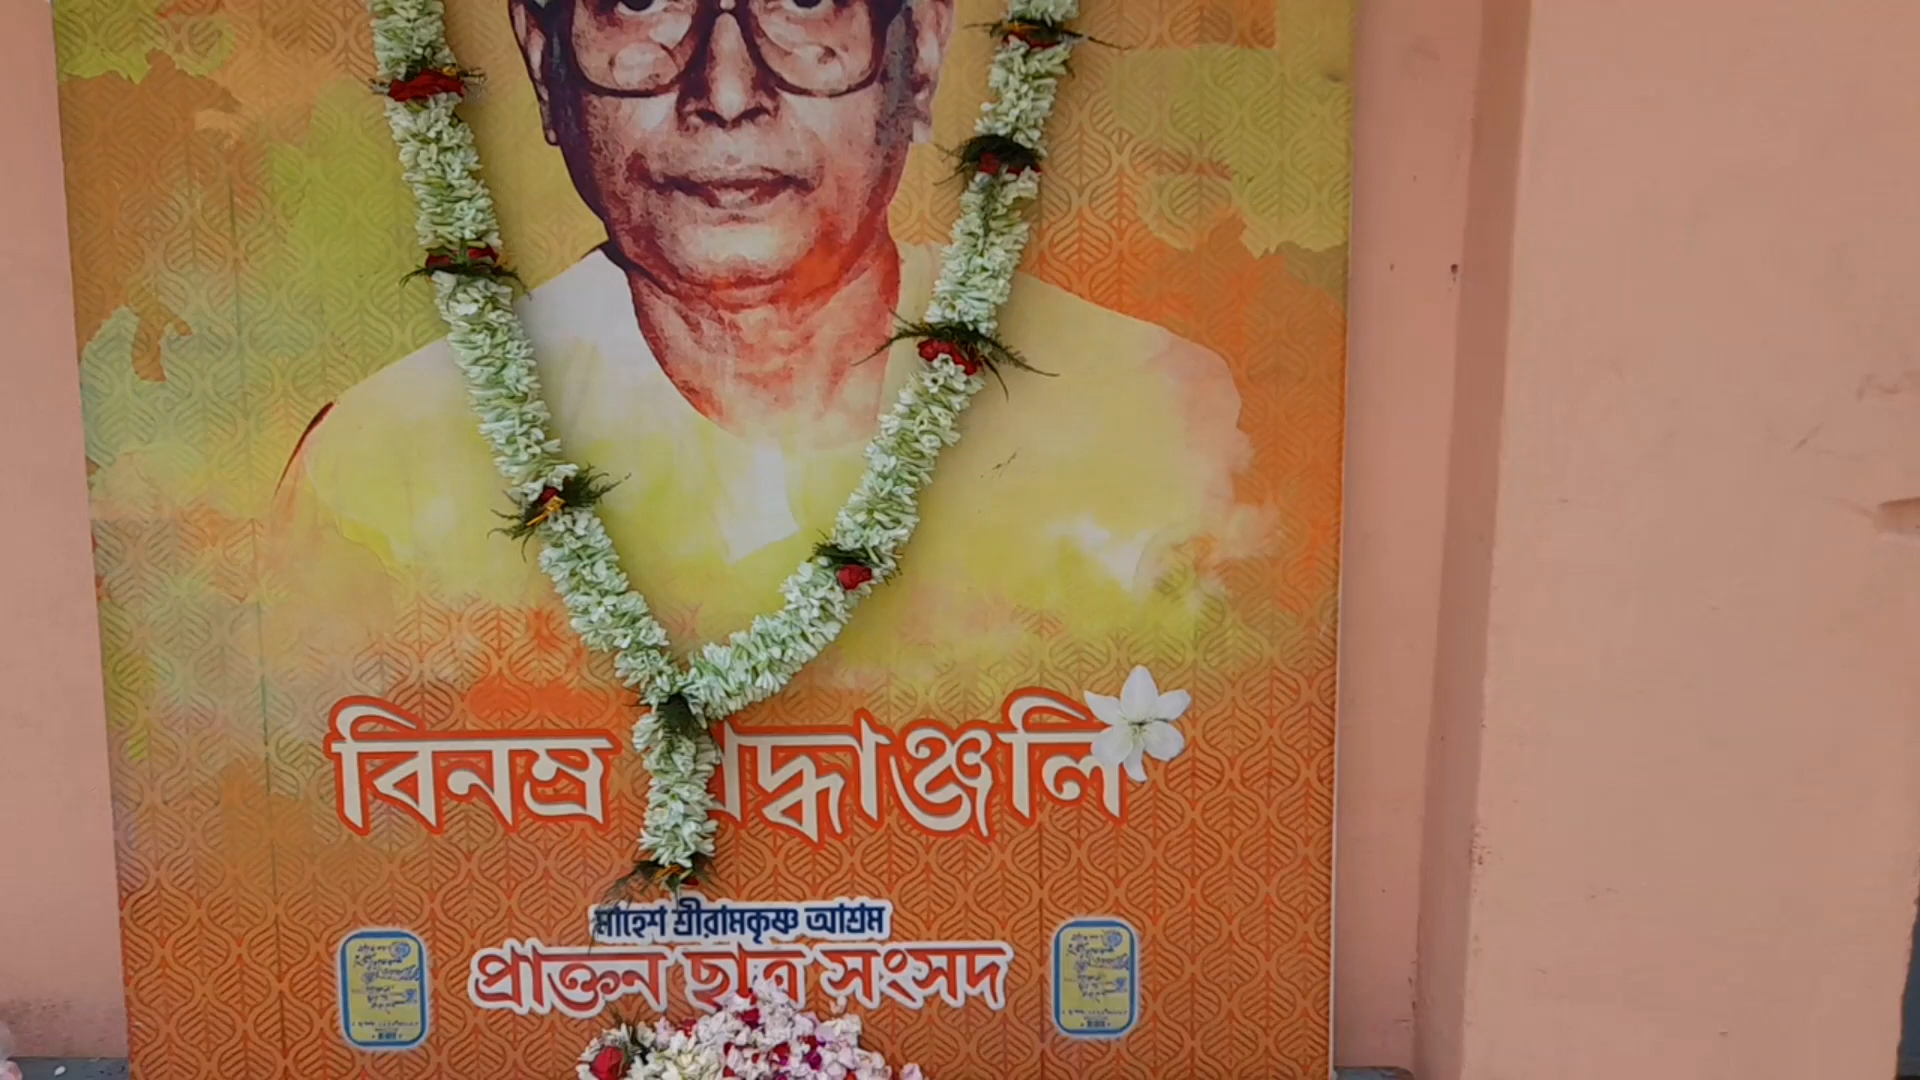 বিনম্র শ্রদ্ধাঞ্জলি
মাহেশ শ্রীরামকৃষ্ণ আশ্রম
প্রাক্তন ছাত্র সংসদ